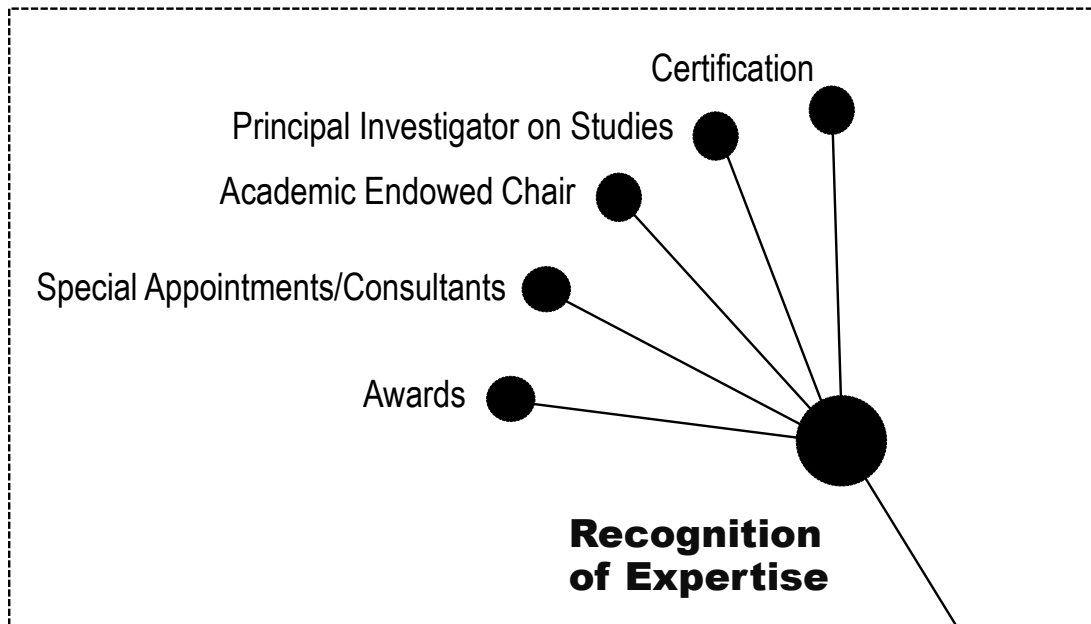 Certification
Principal Investigator on Studies
Academic Endowed Chair
Special Appointments/Consultants
Awards
Recognition
of Expertise